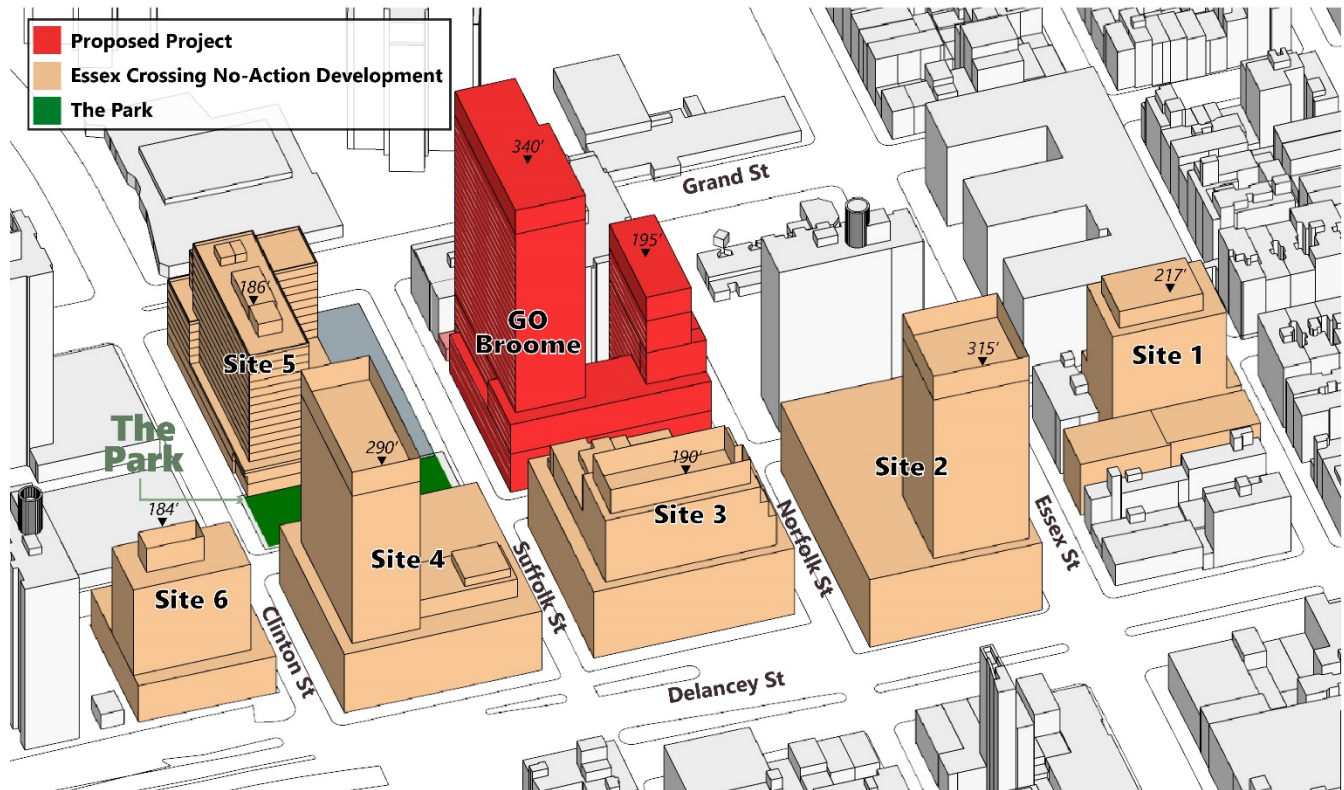 Proposed Project
Essex Crossing No-Action Development
The Park
340'
Grand St
195'
186'
217'
GO
Broome
Site 5
315'
Site 1
The
Park
290'
190'
Site 2
184'
Site 3
Essex St
Norfolk St
Site 4
Suffolk St
Site 6
Clinton St
Delancey St